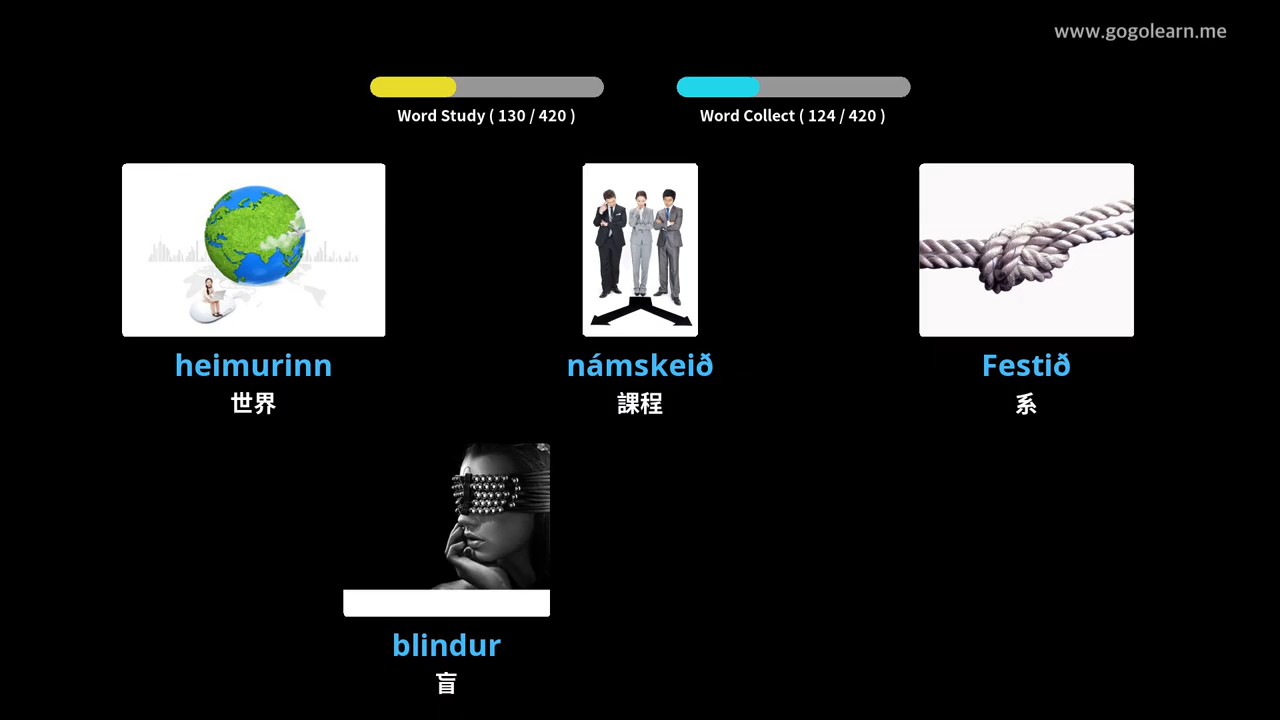 www.gogolearn.me
Word Study ( 130 / 420 )
Word Collect ( 124 / 420 )
heimurinn
námskeið
Festið
世界
課程
系
blindur
盲